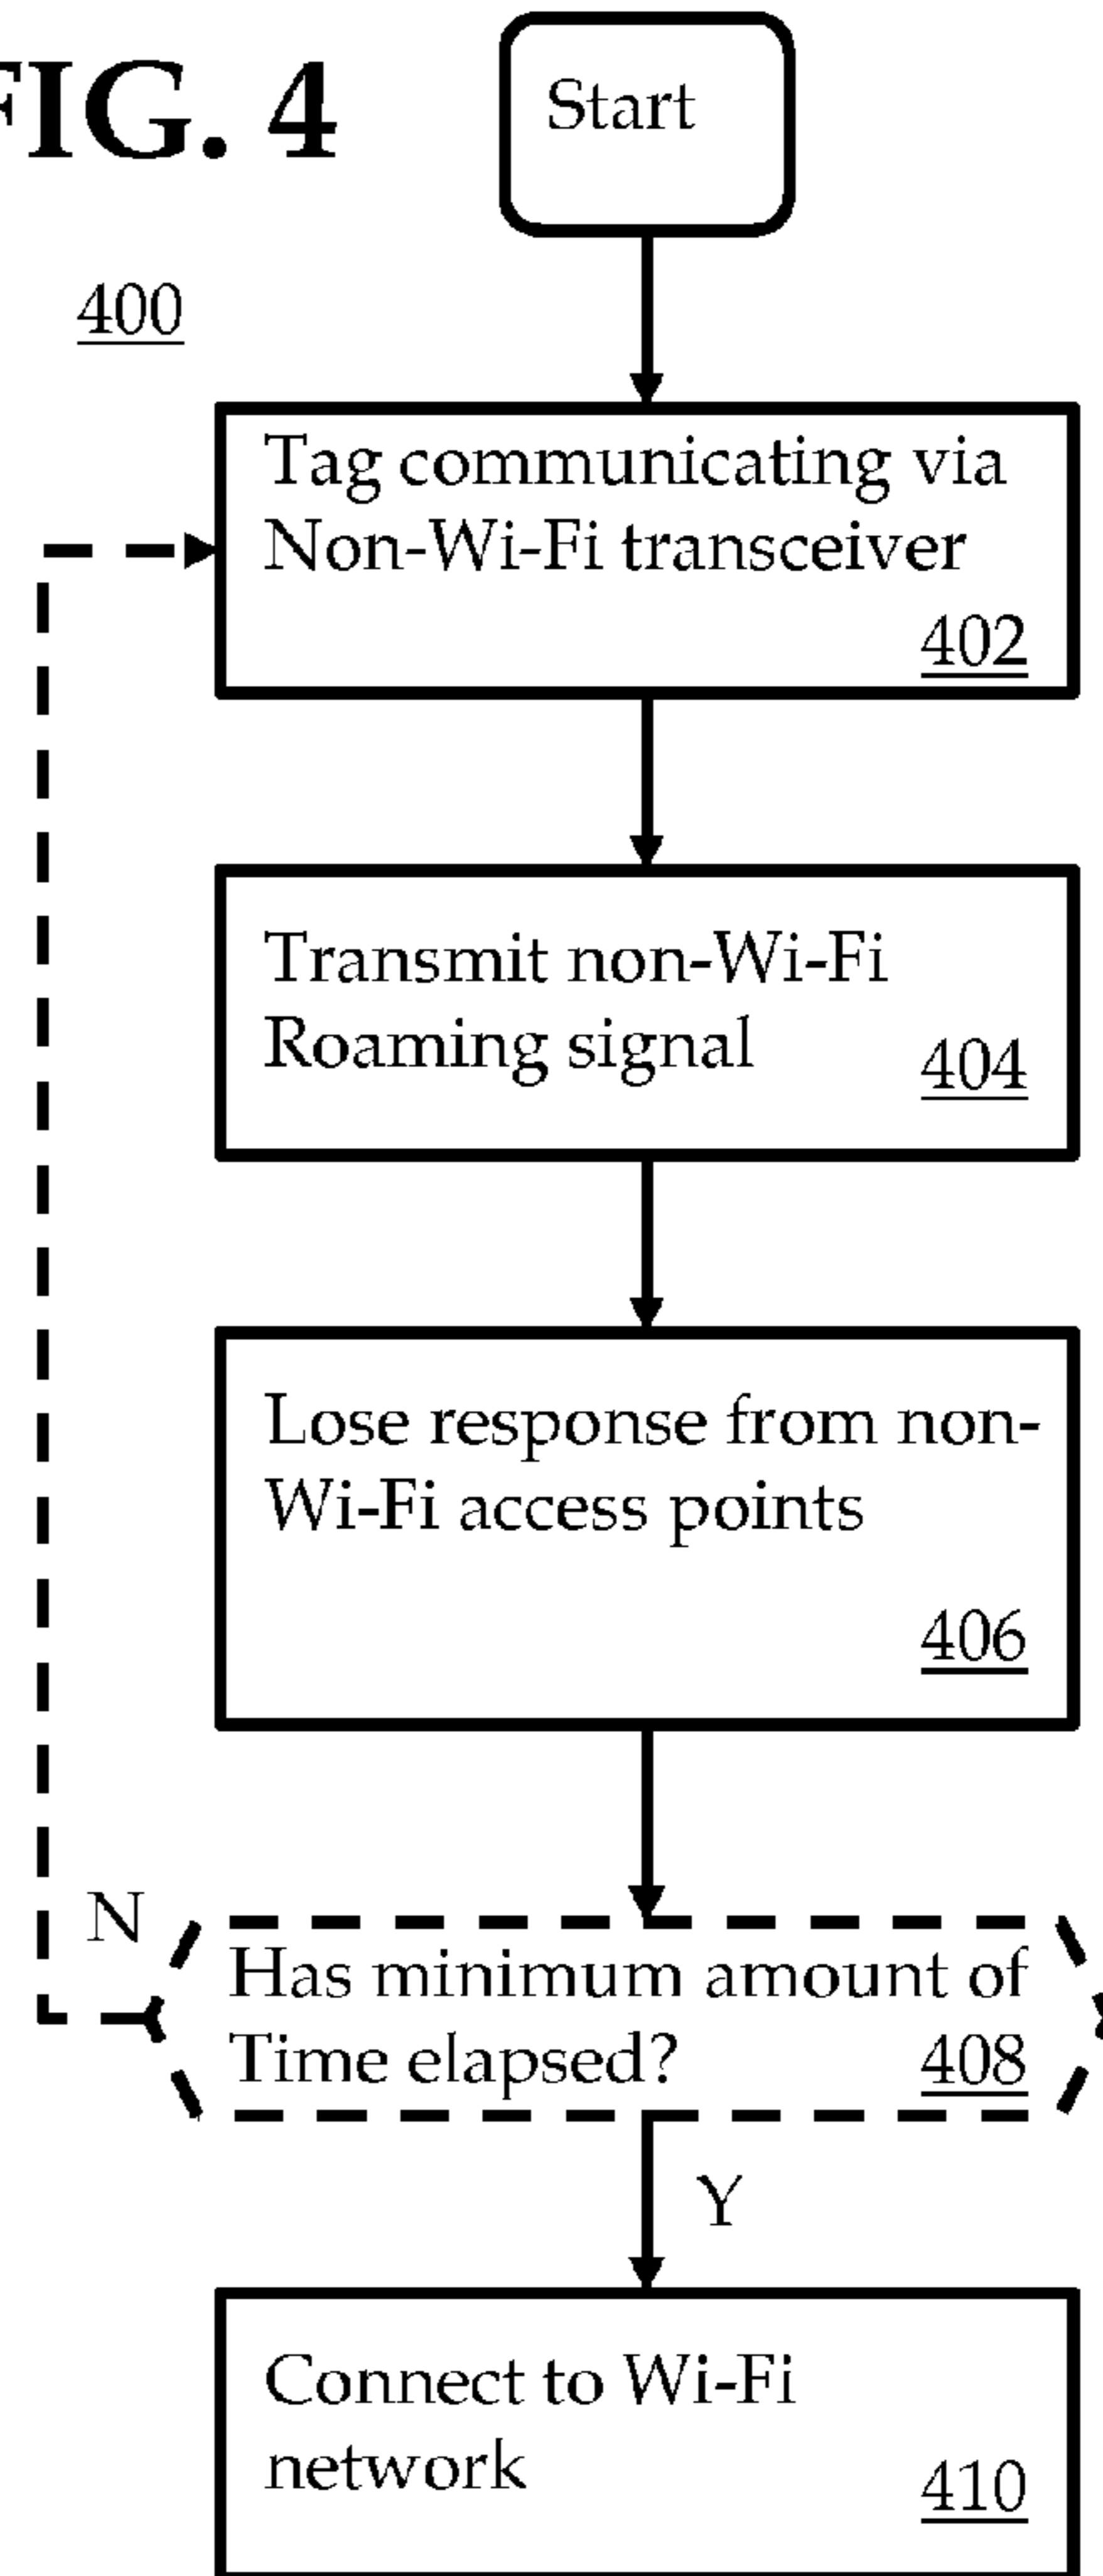 FIG. 4
Start
400
Tag communicating via
Non-Wi-Fi transceiver
402
Transmit non-Wi-Fi
Roaming signal
404
Lose response from non-
Wi-Fi access points
406
N
Has minimum amount of
Time elapsed?
408
Y
Connect to Wi-Fi
network
410